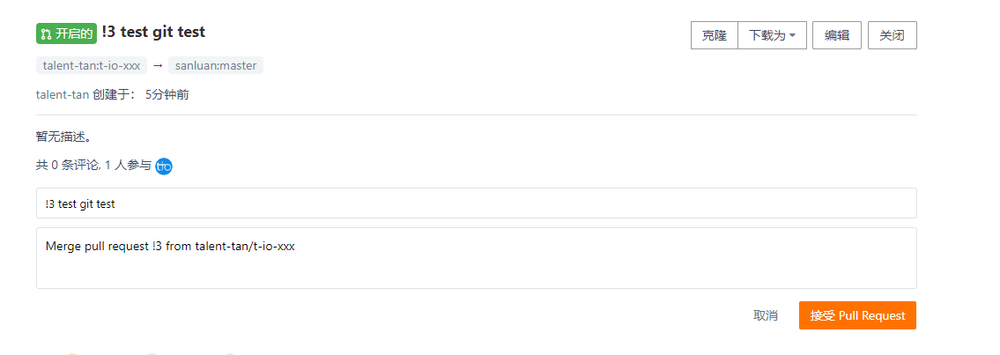 开启的 !3 test git test 克隆 下载为 编辑 关闭
talent-tan:t-io-xxx → sanluan:master
talent-tan 创建于： 5分钟前
暂无描述。
共 0 条评论, 1 人参与 tio
!3 test git test
Merge pull request !3 from talent-tan/t-io-xxx
取消 接受 Pull Request